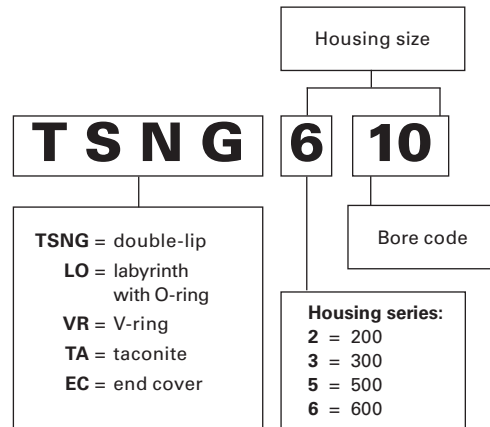 Housing size
T S N G 6 10
TSNG = double-lip
LO = labyrinth
with O-ring
VR = V-ring
TA = taconite
EC = end cover
Bore code
Housing series:
2 = 200
3 = 300
5 = 500
6 = 600